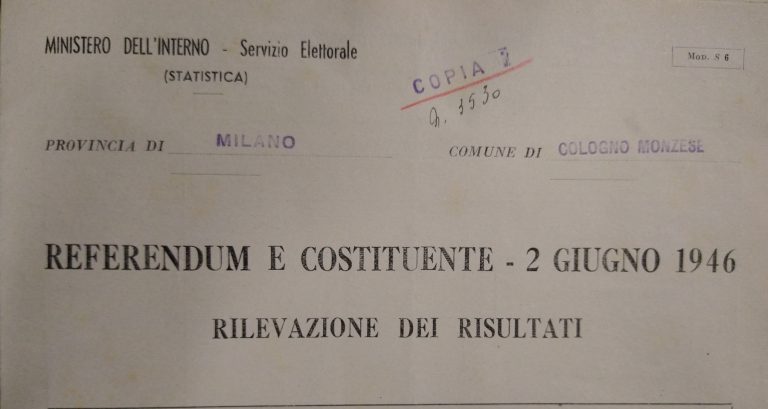 MINISTERO DELL'INTERNO - Servizio Elettorale
(STATISTICA)
COPIA
Mod. S 6
PROVINCIA DI MILANO
COMUNE DI COLOGNO MONZESE
REFERENDUM E COSTITUENTE - 2 GIUGNO 1946
RILEVAZIONE DEI RISULTATI